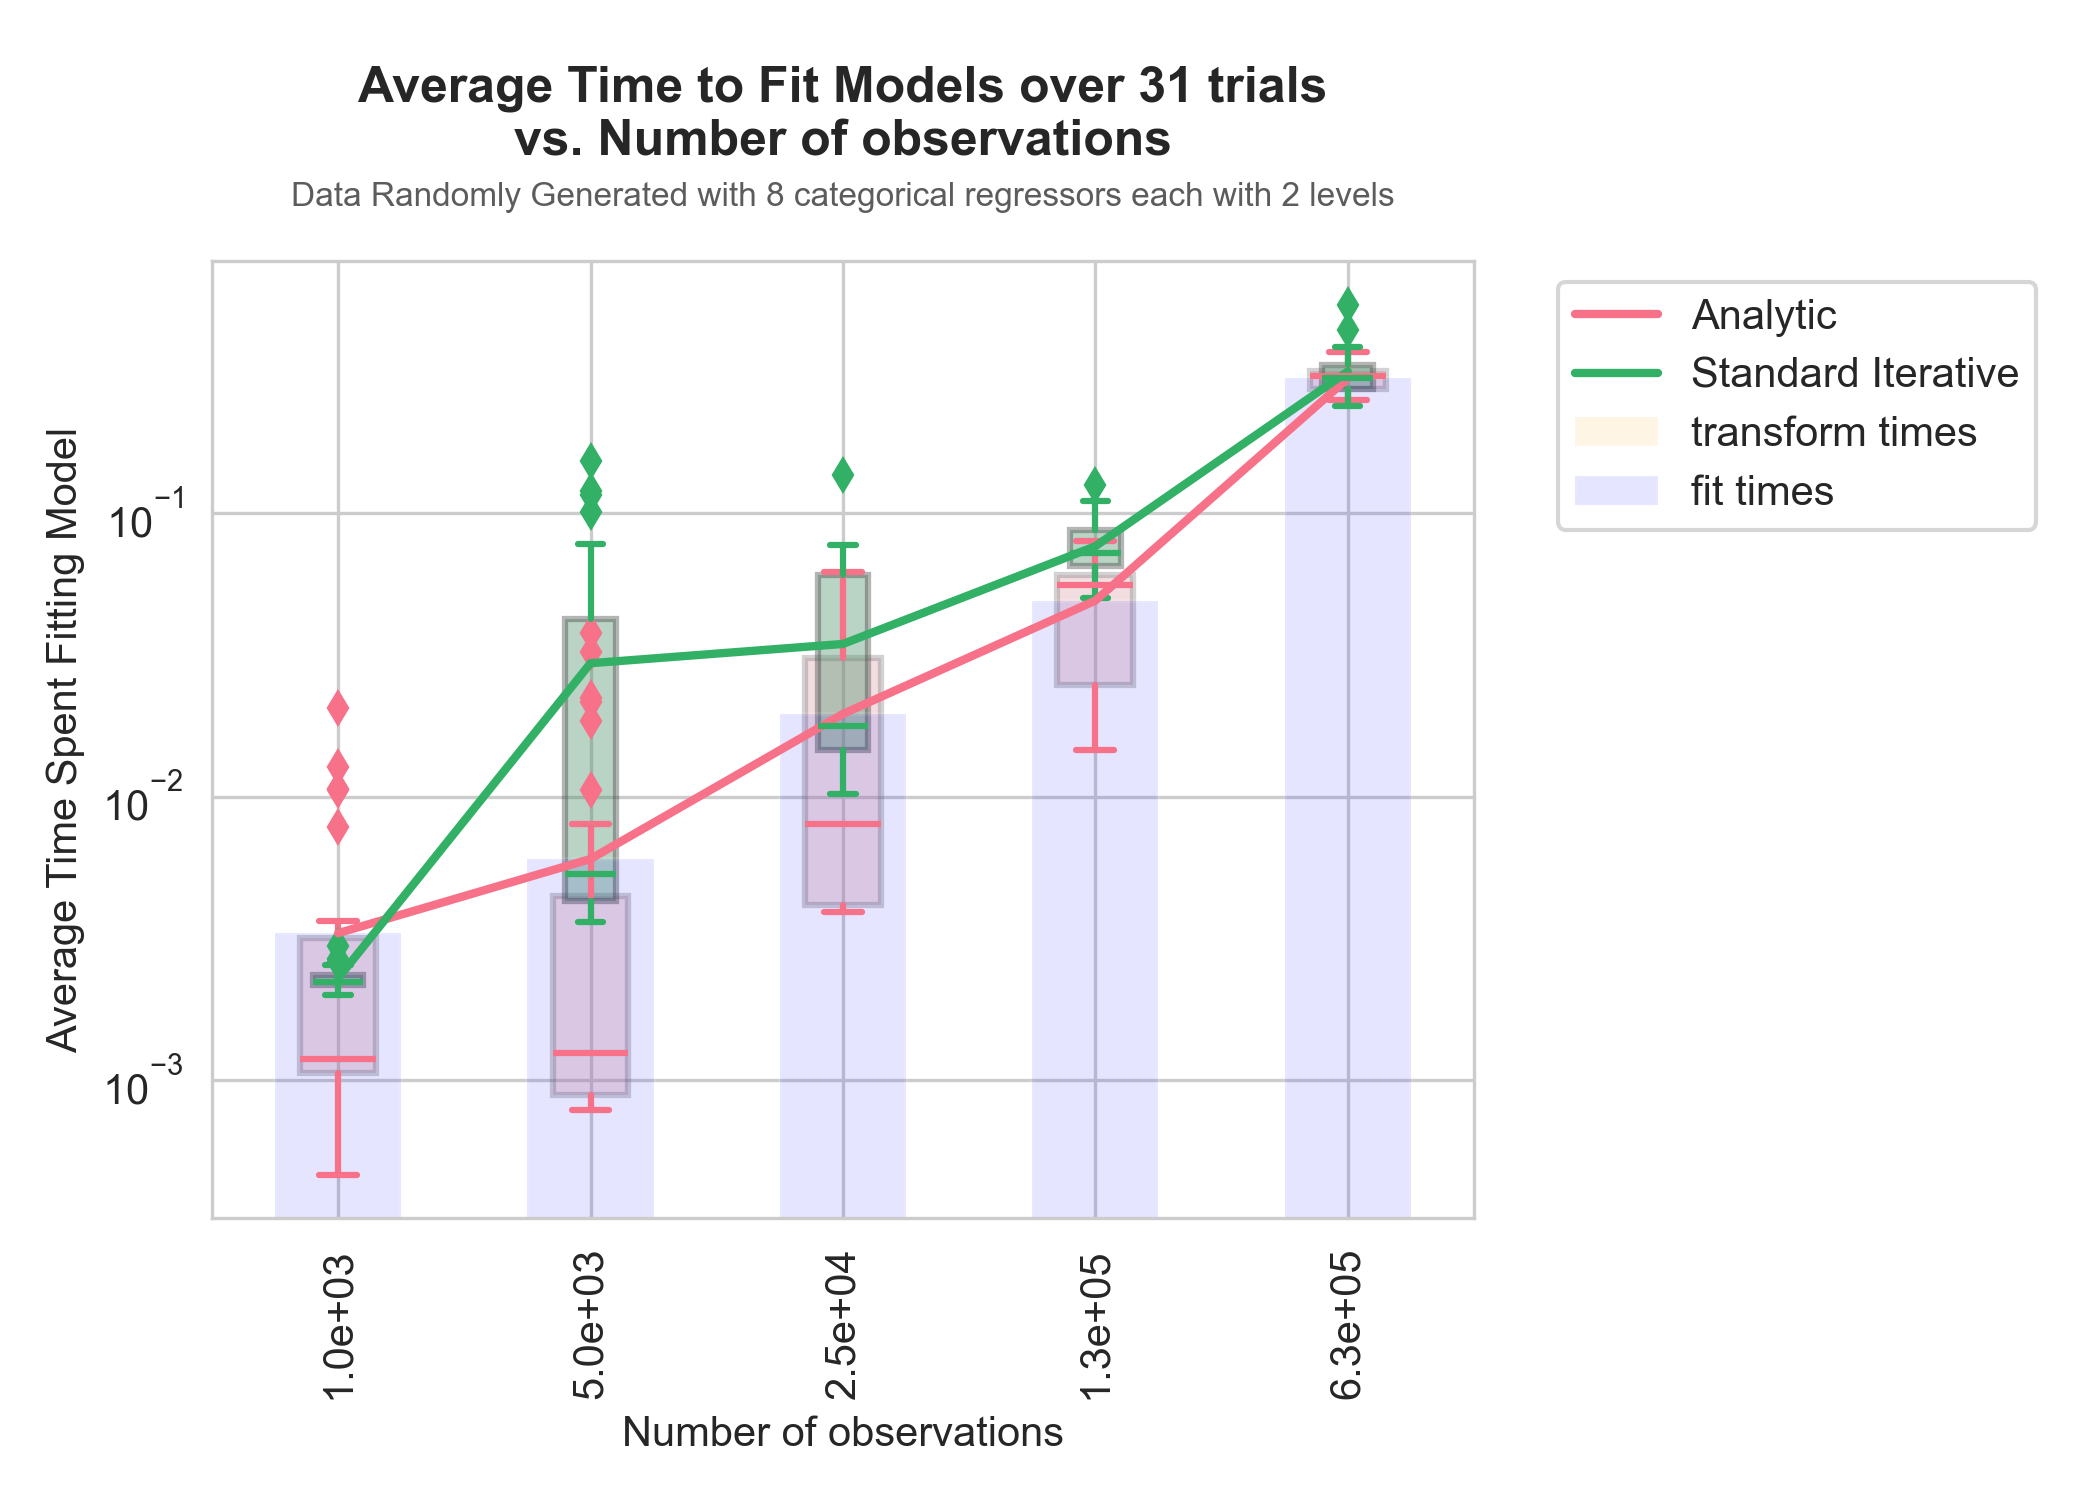 Average Time to Fit Models over 31 trials
vs. Number of observations
Data Randomly Generated with 8 categorical regressors each with 2 levels
Analytic
Standard Iterative
transform times
fit times
Average Time Spent Fitting Model
10⁻¹
10⁻²
10⁻³
1.0e+03
5.0e+03
2.5e+04
1.3e+05
6.3e+05
Number of observations